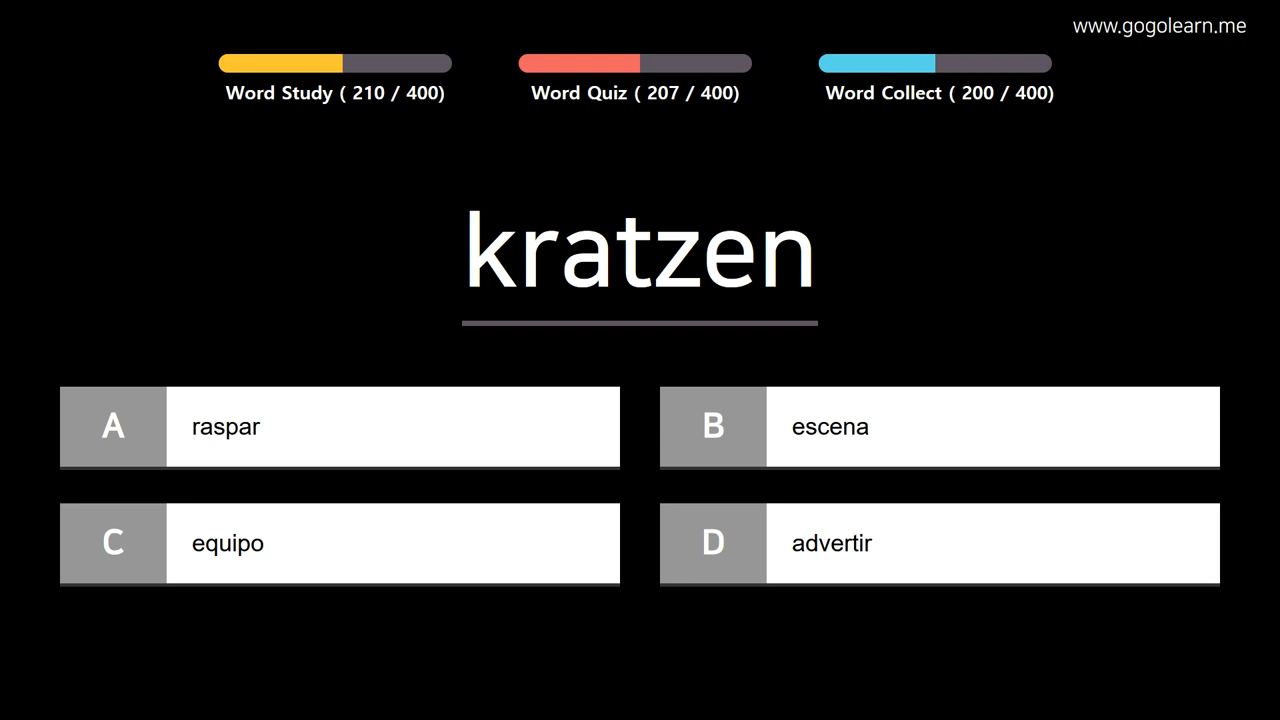 www.gogolearn.me
Word Study ( 210 / 400)
Word Quiz ( 207 / 400)
Word Collect ( 200 / 400)
kratzen
A raspar
B escena
C equipo
D advertir